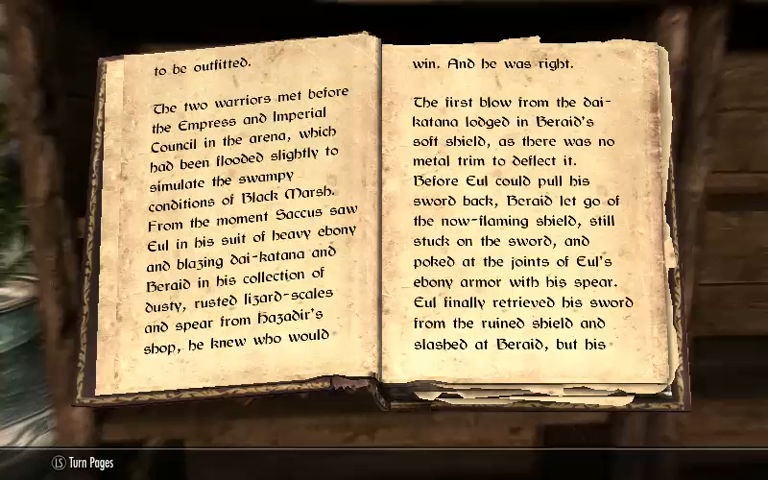 to be outfitted.
The two warriors met before
the Empress and Imperial
Council in the arena, which
had been flooded slightly to
simulate the swampy
conditions of Black Marsh.
From the moment Saccus saw
Eul in his suit of heavy ebony
and blazing dai-katana and
Beraid in his collection of
dusty, rusted lizard-scales
and spear from Hazadir's
shop, he knew who would
win. And he was right.
The first blow from the dai-
katana lodged in Beraid's
soft shield, as there was no
metal trim to deflect it.
Before Eul could pull his
sword back, Beraid let go of
the now-flaming shield, still
stuck on the sword, and
poked at the joints of Eul's
ebony armor with his spear.
Eul finally retrieved his sword
from the ruined shield and
slashed at Beraid, but his
LS Turn Pages